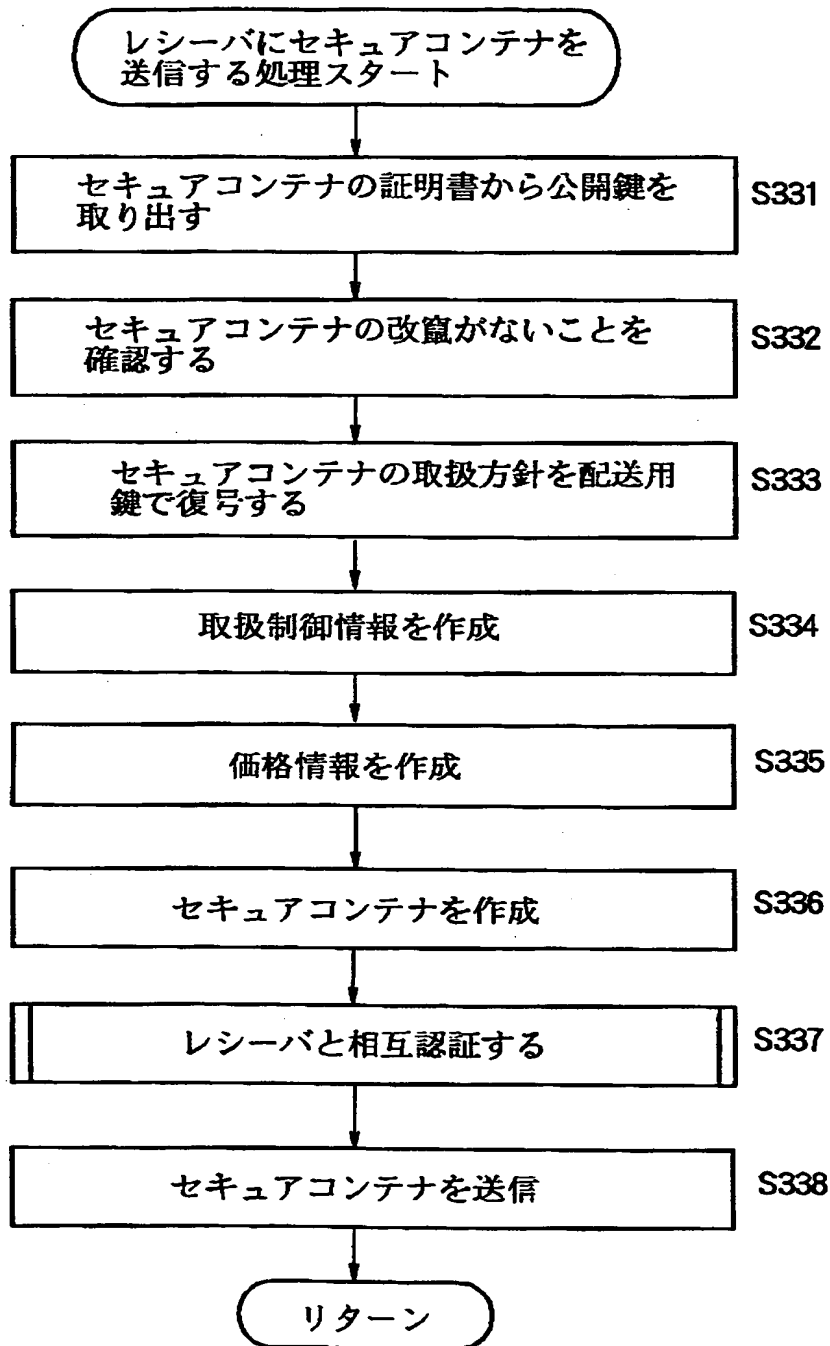 レシーバにセキュアコンテナを
送信する処理スタート
セキュアコンテナの証明書から公開鍵を
取り出す
S331
セキュアコンテナの改竄がないことを
確認する
S332
セキュアコンテナの取扱方針を配送用
鍵で復号する
S333
取扱制御情報を作成
S334
価格情報を作成
S335
セキュアコンテナを作成
S336
レシーバと相互認証する
S337
セキュアコンテナを送信
S338
リターン